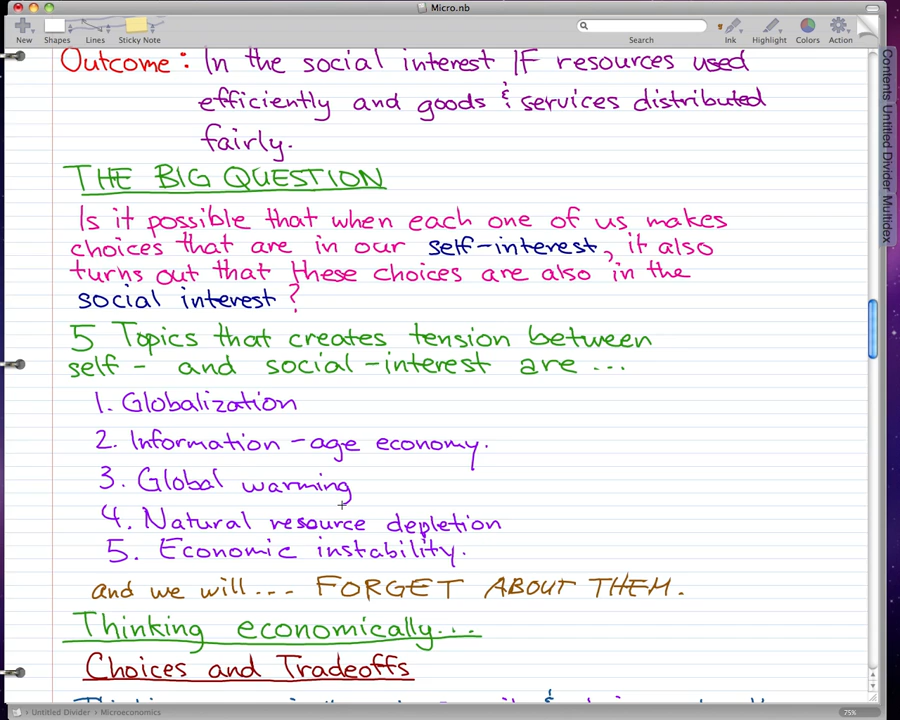 Micro.nb
New
Shapes
Lines
Sticky Note
Search
Ink
Highlight
Colors
Action
Contents Untitled Divider Multidex
Outcome: In the social interest IF resources used
efficiently and goods & services distributed
fairly.
THE BIG QUESTION
Is it possible that when each one of us makes
choices that are in our self-interest, it also
turns out that these choices are also in the
social interest?
5 Topics that creates tension between
self- and social-interest are ...
1. Globalization
2. Information-age economy.
3. Global warming
4. Natural resource depletion
5. Economic instability.
and we will... FORGET ABOUT THEM.
Thinking economically...
Choices and Tradeoffs
Untitled Divider > Microeconomics
75%